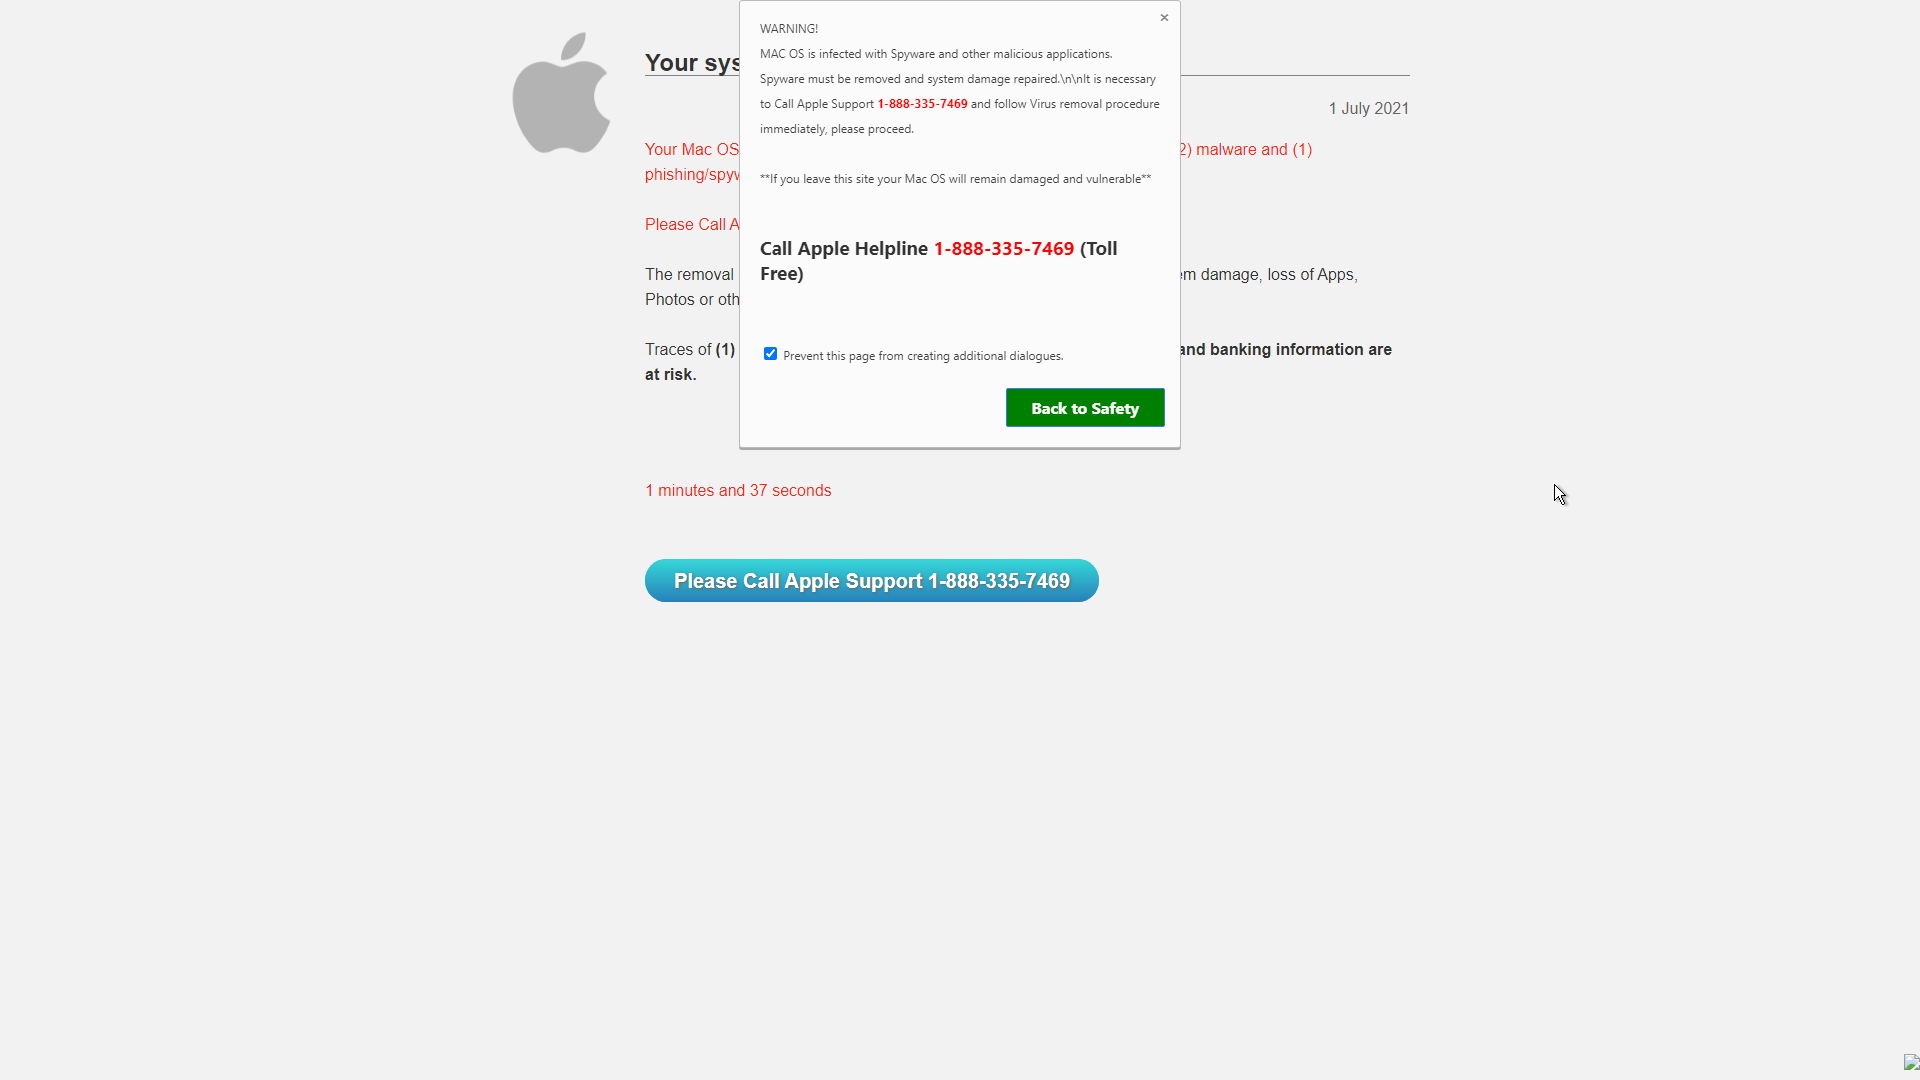 WARNING!
MAC OS is infected with Spyware and other malicious applications.
Spyware must be removed and system damage repaired.\n\nIt is necessary
to Call Apple Support 1-888-335-7469 and follow Virus removal procedure
immediately, please proceed.
**If you leave this site your Mac OS will remain damaged and vulnerable**
Call Apple Helpline 1-888-335-7469 (Toll
Free)
Prevent this page from creating additional dialogues.
Back to Safety
Your sys
1 July 2021
Your Mac OS 2) malware and (1)
phishing/spyw
Please Call A
The removal em damage, loss of Apps,
Photos or oth
Traces of (1) and banking information are
at risk.
1 minutes and 37 seconds
Please Call Apple Support 1-888-335-7469